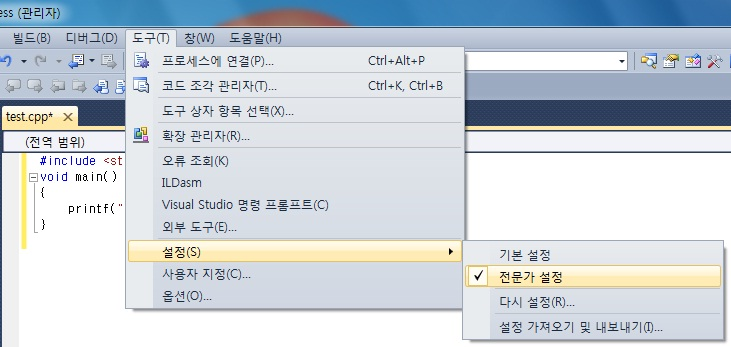 ess (관리자)
빌드(B) 디버그(D) 도구(T) 창(W) 도움말(H)
프로세스에 연결(P)... Ctrl+Alt+P
코드 조각 관리자(T)... Ctrl+K, Ctrl+B
도구 상자 항목 선택(X)...
test.cpp*
확장 관리자(R)...
(전역 범위)
오류 조회(K)
#include <st
ILDasm
void main()
{
Visual Studio 명령 프롬프트(C)
printf("
외부 도구(E)...
}
설정(S)
기본 설정
사용자 지정(C)...
전문가 설정
옵션(O)...
다시 설정(R)...
설정 가져오기 및 내보내기(I)...